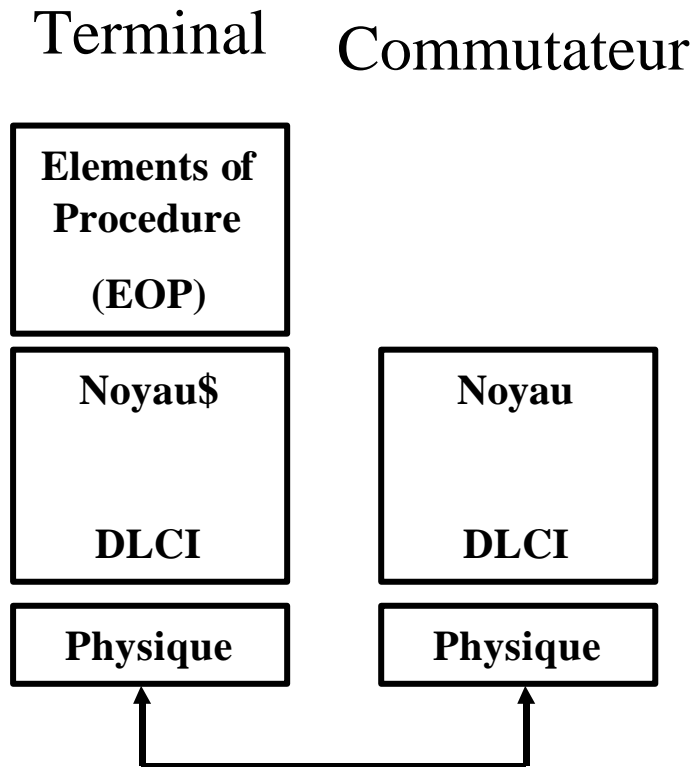 Terminal
Commutateur
Elements of
Procedure
(EOP)
Noyau$
DLCI
Physique
Noyau
DLCI
Physique